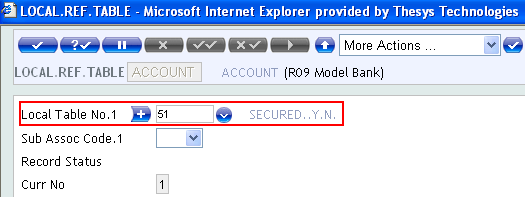 LOCAL.REF.TABLE - Microsoft Internet Explorer provided by Thesys Technologies
More Actions ...
LOCAL.REF.TABLE ACCOUNT ACCOUNT (R09 Model Bank)
Local Table No.1 51 SECURED..Y.N.
Sub Assoc Code.1
Record Status
Curr No 1